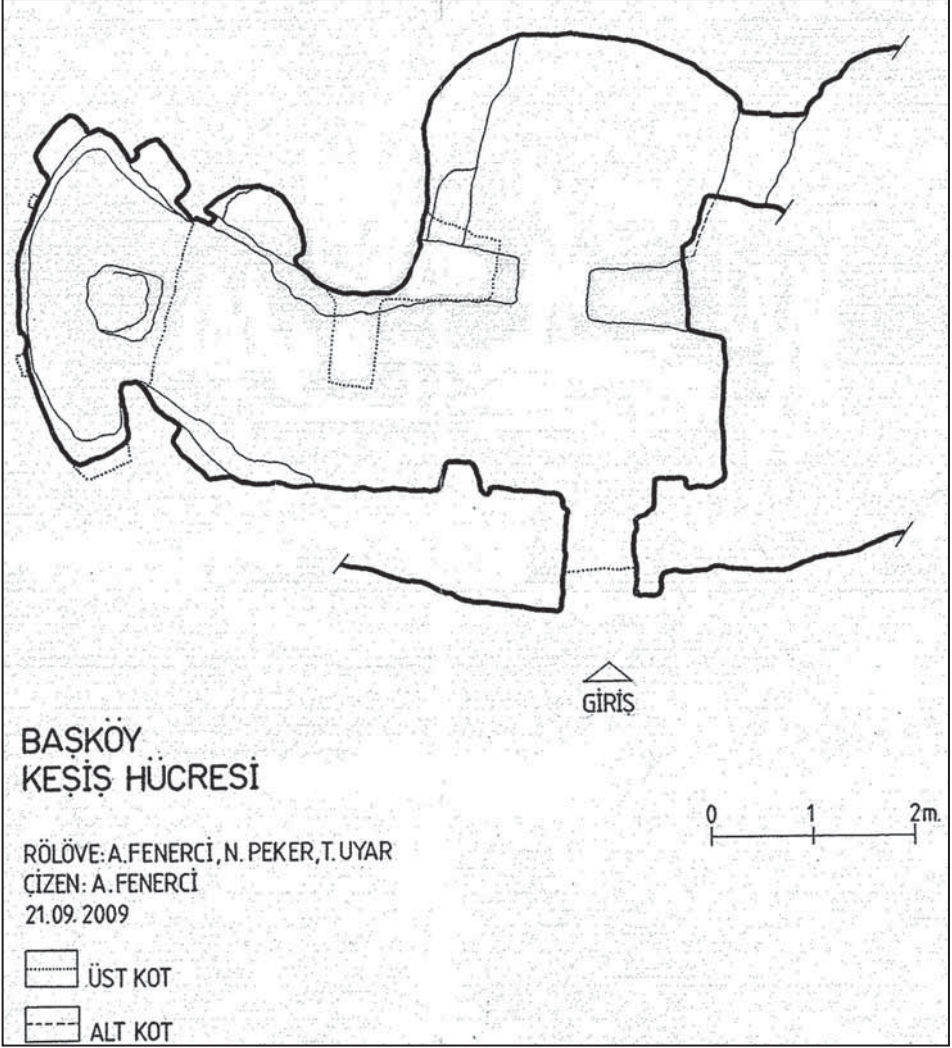 GİRİŞ
BAŞKÖY
KEŞİŞ HÜCRESİ
0 1 2m.
RÖLÖVE: A.FENERCİ, N. PEKER, T. UYAR
ÇİZEN: A. FENERCİ
21.09.2009
ÜST KOT
ALT KOT